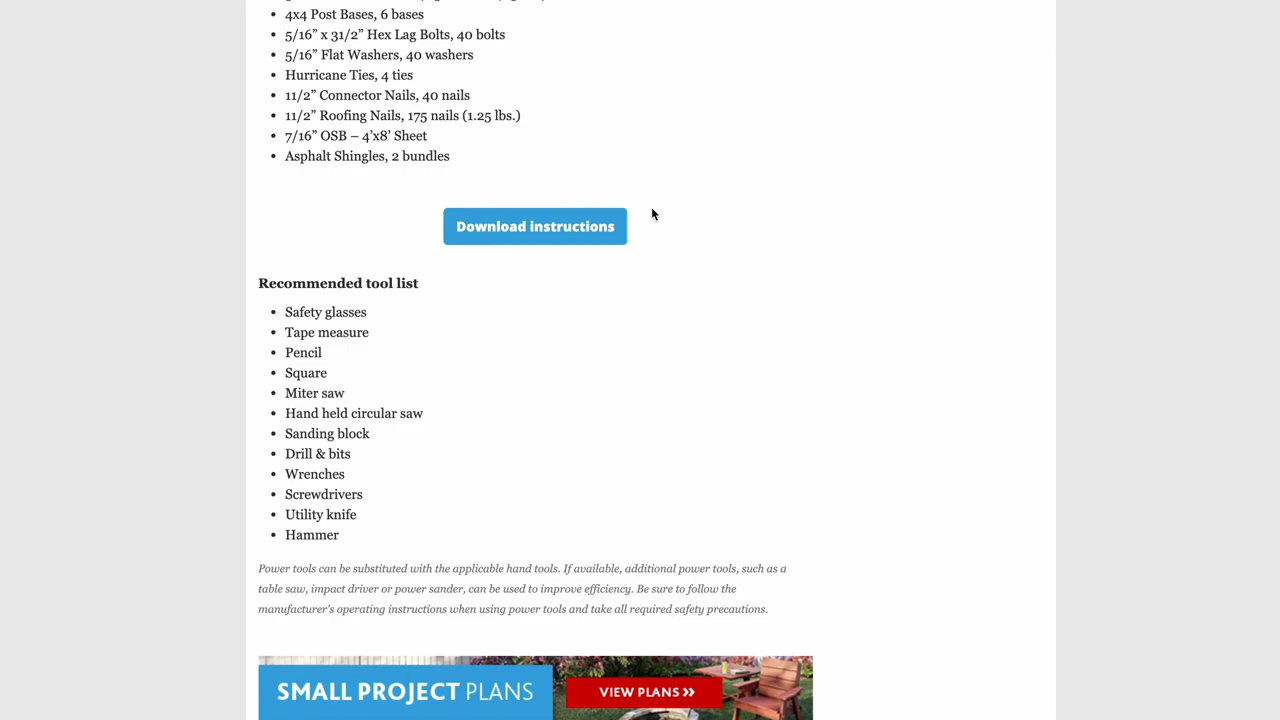 4x4 Post Bases, 6 bases
5/16” x 31/2” Hex Lag Bolts, 40 bolts
5/16” Flat Washers, 40 washers
Hurricane Ties, 4 ties
11/2” Connector Nails, 40 nails
11/2” Roofing Nails, 175 nails (1.25 lbs.)
7/16” OSB – 4’x8’ Sheet
Asphalt Shingles, 2 bundles
Download instructions
Recommended tool list
Safety glasses
Tape measure
Pencil
Square
Miter saw
Hand held circular saw
Sanding block
Drill & bits
Wrenches
Screwdrivers
Utility knife
Hammer
Power tools can be substituted with the applicable hand tools. If available, additional power tools, such as a
table saw, impact driver or power sander, can be used to improve efficiency. Be sure to follow the
manufacturer's operating instructions when using power tools and take all required safety precautions.
SMALL PROJECT PLANS
VIEW PLANS »